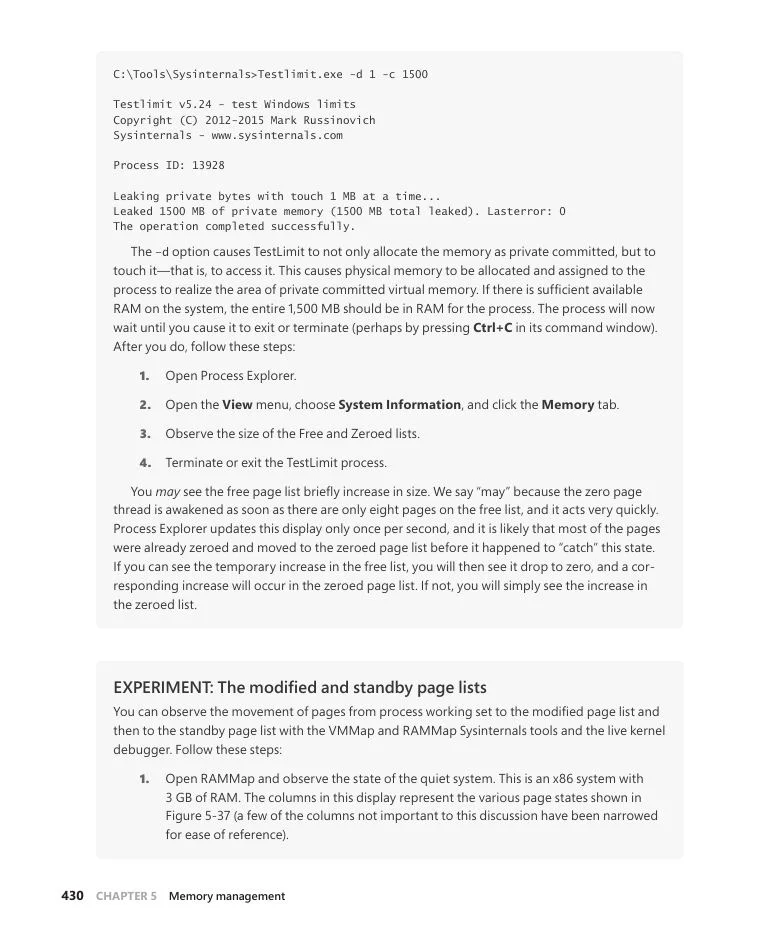 C:\Tools\Sysinternals>Testlimit.exe -d 1 -c 1500
Testlimit v5.24 - test Windows limits
Copyright (C) 2012-2015 Mark Russinovich
Sysinternals - www.sysinternals.com
Process ID: 13928
Leaking private bytes with touch 1 MB at a time...
Leaked 1500 MB of private memory (1500 MB total leaked). Lasterror: 0
The operation completed successfully.
The –d option causes TestLimit to not only allocate the memory as private committed, but to
touch it—that is, to access it. This causes physical memory to be allocated and assigned to the
process to realize the area of private committed virtual memory. If there is sufficient available
RAM on the system, the entire 1,500 MB should be in RAM for the process. The process will now
wait until you cause it to exit or terminate (perhaps by pressing Ctrl+C in its command window).
After you do, follow these steps:
1. Open Process Explorer.
2. Open the View menu, choose System Information, and click the Memory tab.
3. Observe the size of the Free and Zeroed lists.
4. Terminate or exit the TestLimit process.
You may see the free page list briefly increase in size. We say “may” because the zero page
thread is awakened as soon as there are only eight pages on the free list, and it acts very quickly.
Process Explorer updates this display only once per second, and it is likely that most of the pages
were already zeroed and moved to the zeroed page list before it happened to “catch” this state.
If you can see the temporary increase in the free list, you will then see it drop to zero, and a cor-
responding increase will occur in the zeroed page list. If not, you will simply see the increase in
the zeroed list.
EXPERIMENT: The modified and standby page lists
You can observe the movement of pages from process working set to the modified page list and
then to the standby page list with the VMMap and RAMMap Sysinternals tools and the live kernel
debugger. Follow these steps:
1. Open RAMMap and observe the state of the quiet system. This is an x86 system with
3 GB of RAM. The columns in this display represent the various page states shown in
Figure 5-37 (a few of the columns not important to this discussion have been narrowed
for ease of reference).
430 CHAPTER 5 Memory management